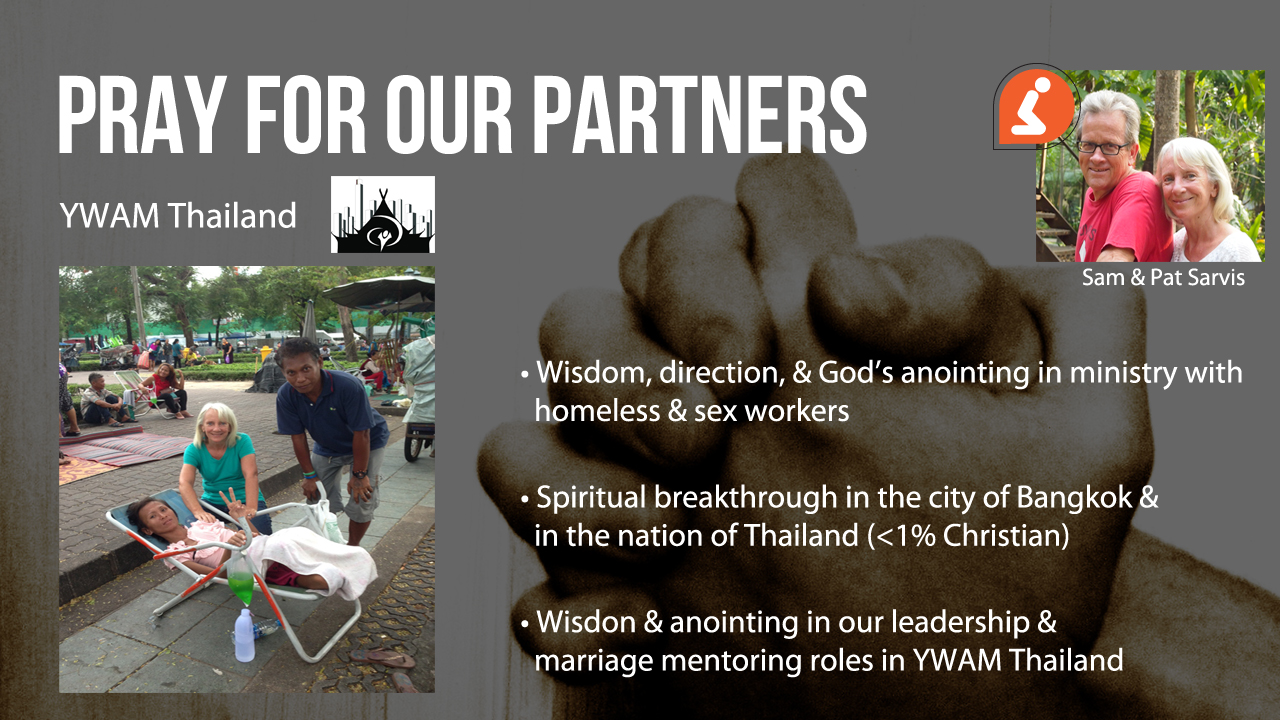 PRAY FOR OUR PARTNERS
YWAM Thailand
Sam & Pat Sarvis
• Wisdom, direction, & God’s anointing in ministry with
homeless & sex workers
• Spiritual breakthrough in the city of Bangkok &
in the nation of Thailand (<1% Christian)
• Wisdon & anointing in our leadership &
marriage mentoring roles in YWAM Thailand